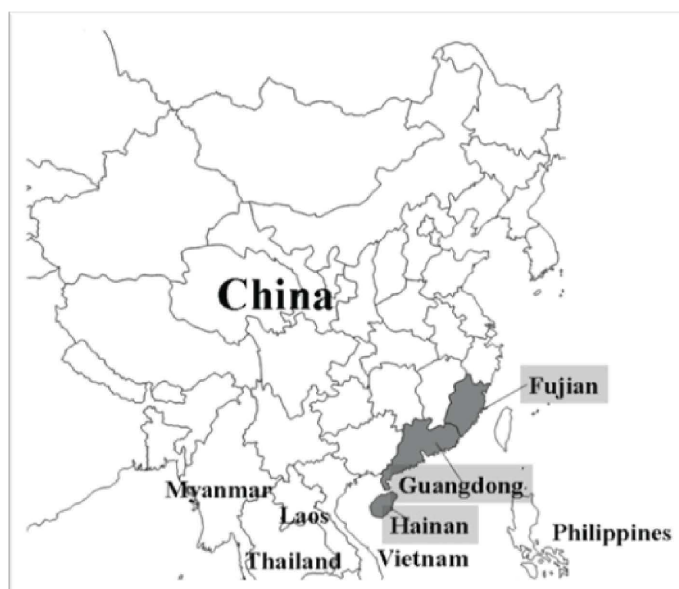 China
Fujian
Myanmar
Guangdong
Laos
Hainan
Philippines
Thailand
Vietnam